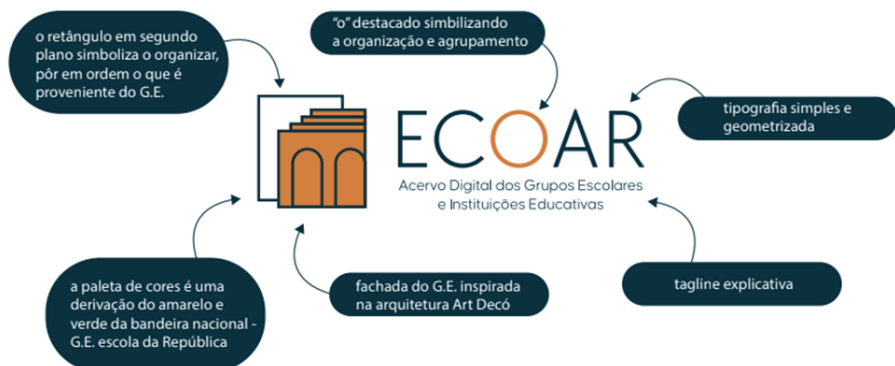 o retângulo em segundo
plano simboliza o organizar,
pôr em ordem o que é
proveniente do G.E.
"o" destacado simbilizando
a organização e agrupamento
tipografia simples e
geometrizada
ECOAR
Acervo Digital dos Grupos Escolares
e Instituições Educativas
a paleta de cores é uma
derivação do amarelo e
verde da bandeira nacional -
G.E. escola da República
fachada do G.E. inspirada
na arquitetura Art Decó
tagline explicativa